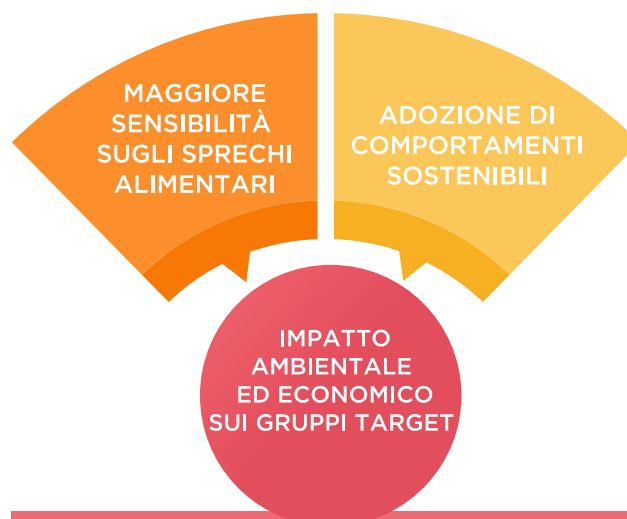 MAGGIORE
SENSIBILITÀ
SUGLI SPRECHI
ALIMENTARI
ADOZIONE DI
COMPORTAMENTI
SOSTENIBILI
IMPATTO
AMBIENTALE
ED ECONOMICO
SUI GRUPPI TARGET